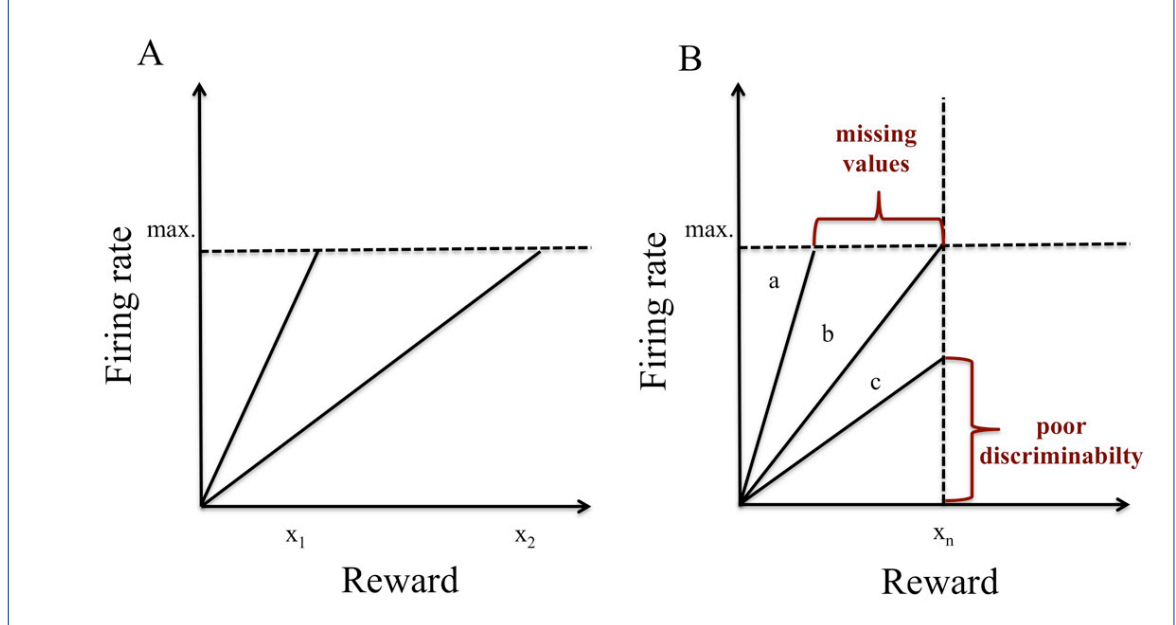 A
Firing rate
max.
x₁
x₂
Reward
B
Firing rate
max.
missing
values
a
b
c
poor
discriminabilty
xₙ
Reward